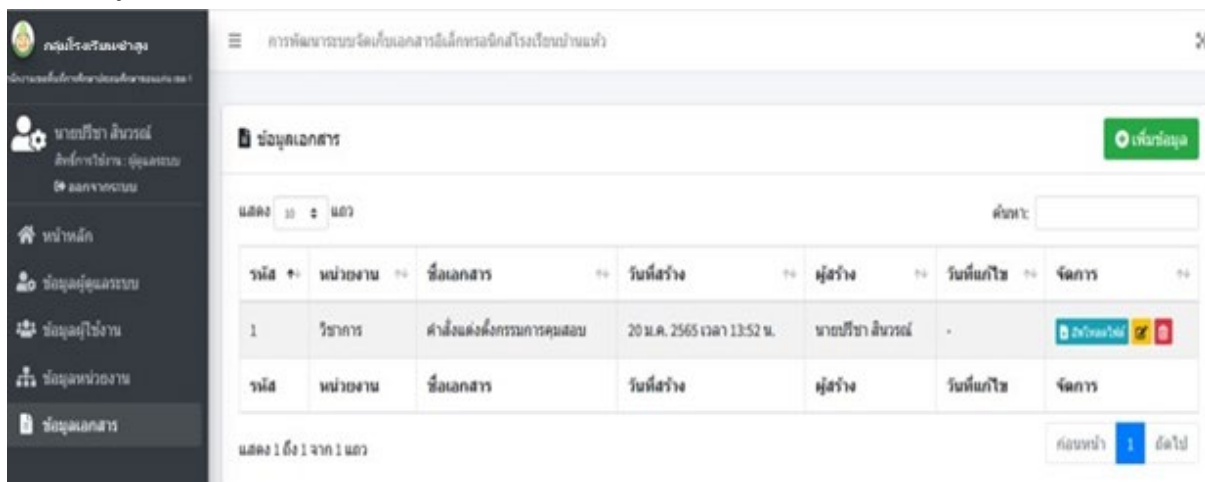 กลุ่มโรงเรียนเขาสูง
การพัฒนาระบบจัดเก็บเอกสารอิเล็กทรอนิกส์โรงเรียนบ้านแห้ว
นายปรีชา สินวรณ์
สิทธิ์การใช้งาน : ผู้ดูแลระบบ
ออกจากระบบ
หน้าหลัก
ข้อมูลผู้ดูแลระบบ
ข้อมูลผู้ใช้งาน
ข้อมูลหน่วยงาน
ข้อมูลเอกสาร
ข้อมูลเอกสาร
เพิ่มข้อมูล
แสดง 10 แถว
ค้นหา:
รหัส หน่วยงาน ชื่อเอกสาร วันที่สร้าง ผู้สร้าง วันที่แก้ไข จัดการ
1 วิชาการ คำสั่งแต่งตั้งกรรมการคุมสอบ 20 ม.ค. 2565 เวลา 13:52 น. นายปรีชา สินวรณ์ -
รหัส หน่วยงาน ชื่อเอกสาร วันที่สร้าง ผู้สร้าง วันที่แก้ไข จัดการ
แสดง 1 ถึง 1 จาก 1 แถว
ก่อนหน้า 1 ถัดไป